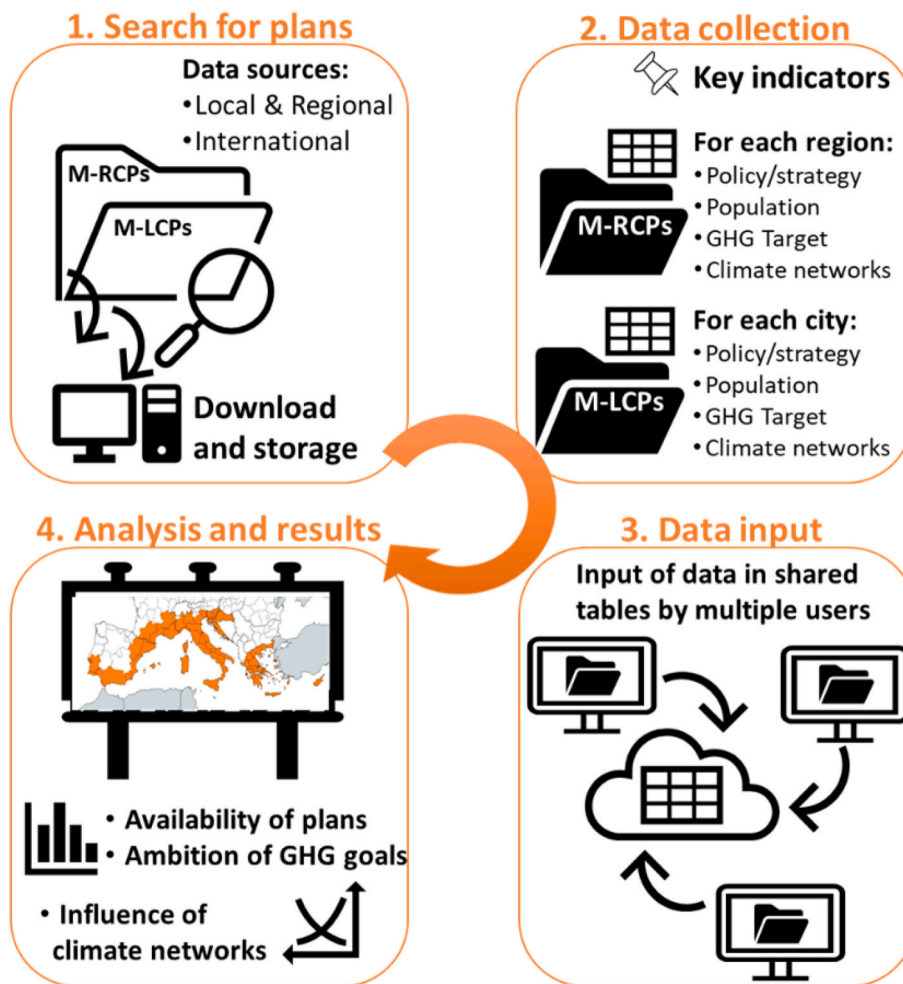 1. Search for plans
Data sources:
•Local & Regional
•International
M-RCPs
M-LCPs
Download
and storage
2. Data collection
Key indicators
For each region:
•Policy/strategy
•Population
•GHG Target
•Climate networks
M-RCPs
For each city:
•Policy/strategy
•Population
•GHG Target
•Climate networks
M-LCPs
3. Data input
Input of data in shared
tables by multiple users
4. Analysis and results
• Availability of plans
• Ambition of GHG goals
• Influence of
climate networks